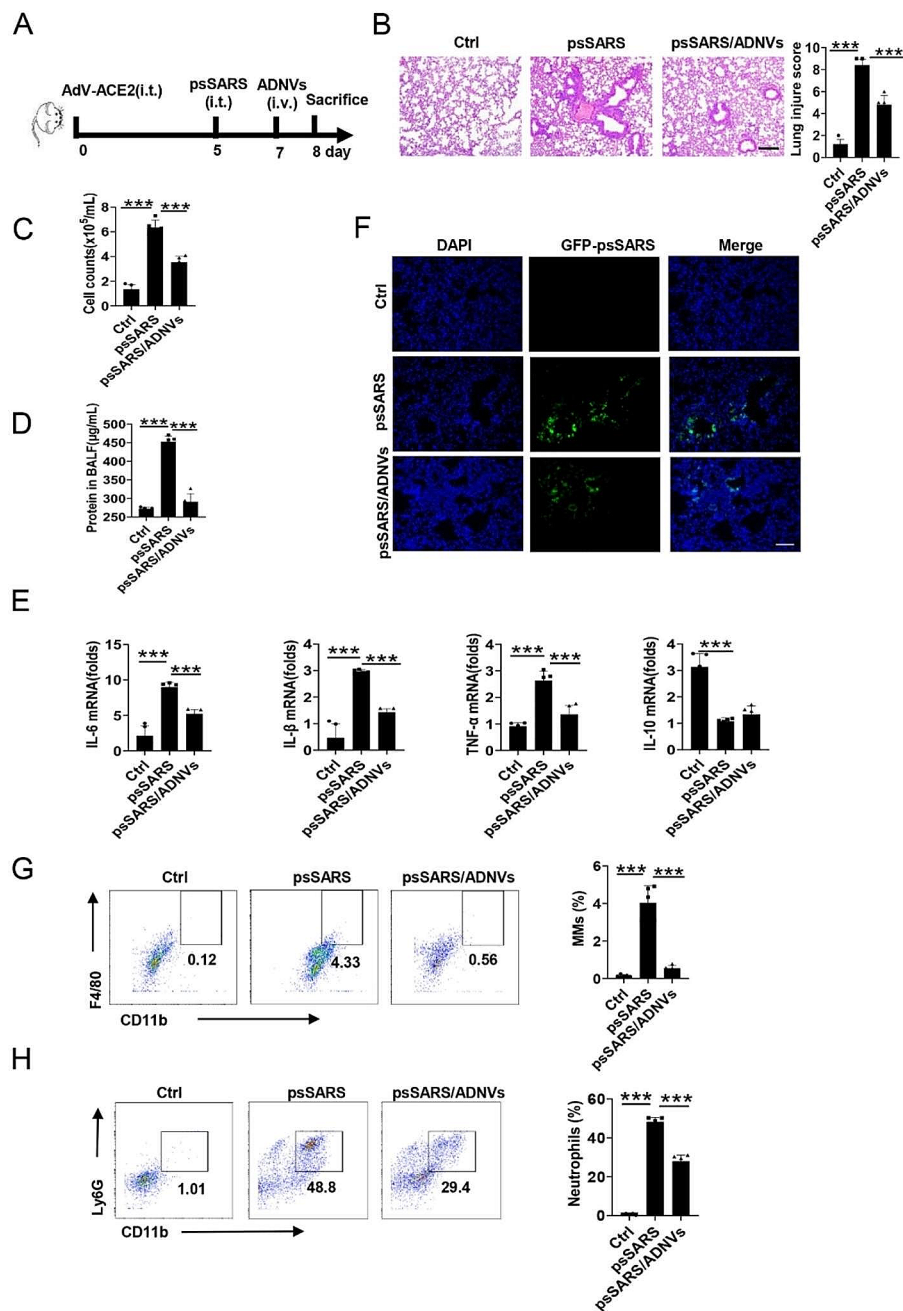 A
AdV-ACE2(i.t.)
psSARS
(i.t.)
ADNVs
(i.v.)
Sacrifice
0
5
7
8 day
B
Ctrl
psSARS
psSARS/ADNVs
Lung injure score
10
8
6
4
2
0
***
***
Ctrl
psSARS
psSARS/ADNVs
C
Cell counts(x10⁵/mL)
8
6
4
2
0
***
***
Ctrl
psSARS
psSARS/ADNVs
D
Protein in BALF(μg/mL)
500
450
400
350
300
250
***
***
Ctrl
psSARS
psSARS/ADNVs
F
DAPI
GFP-psSARS
Merge
Ctrl
psSARS
psSARS/ADNVs
E
IL-6 mRNA(folds)
15
10
5
0
***
***
Ctrl
psSARS
psSARS/ADNVs
IL-β mRNA(folds)
4
3
2
1
0
***
***
Ctrl
psSARS
psSARS/ADNVs
TNF-α mRNA(folds)
4
3
2
1
0
***
***
Ctrl
psSARS
psSARS/ADNVs
IL-10 mRNA(folds)
4
3
2
1
0
***
Ctrl
psSARS
psSARS/ADNVs
G
Ctrl
psSARS
psSARS/ADNVs
0.12
4.33
0.56
F4/80
CD11b
MMs (%)
6
4
2
0
***
***
Ctrl
psSARS
psSARS/ADNVs
H
Ctrl
psSARS
psSARS/ADNVs
1.01
48.8
29.4
Ly6G
CD11b
Neutrophils (%)
60
40
20
0
***
***
Ctrl
psSARS
psSARS/ADNVs